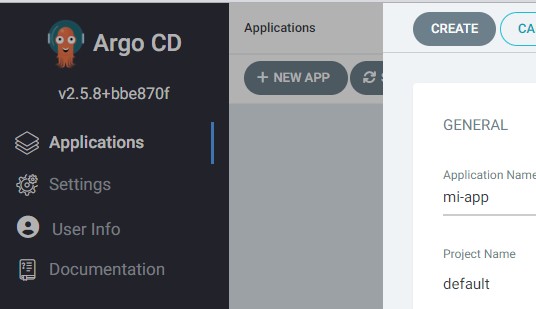 Argo CD
v2.5.8+bbe870f
Applications
Settings
User Info
Documentation
Applications
+ NEW APP
CREATE
GENERAL
Application Name
mi-app
Project Name
default